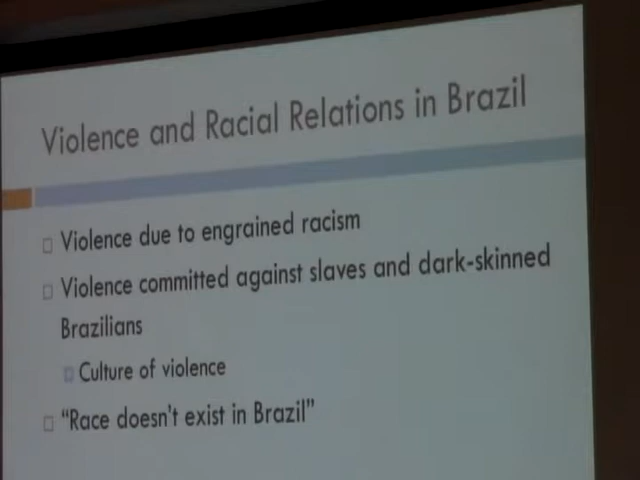 Violence and Racial Relations in Brazil
Violence due to engrained racism
Violence committed against slaves and dark-skinned
Brazilians
Culture of violence
"Race doesn't exist in Brazil"